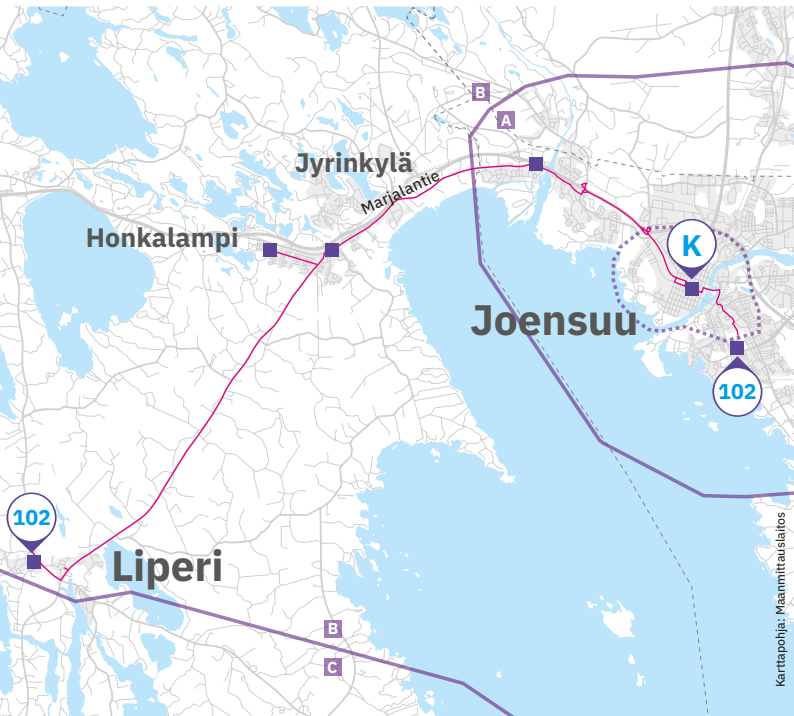 B
A
Jyrinkylä
Marjalantie
Honkalampi
K
Joensuu
102
102
Liperi
B
C
Karttapohja: Maanmittauslaitos